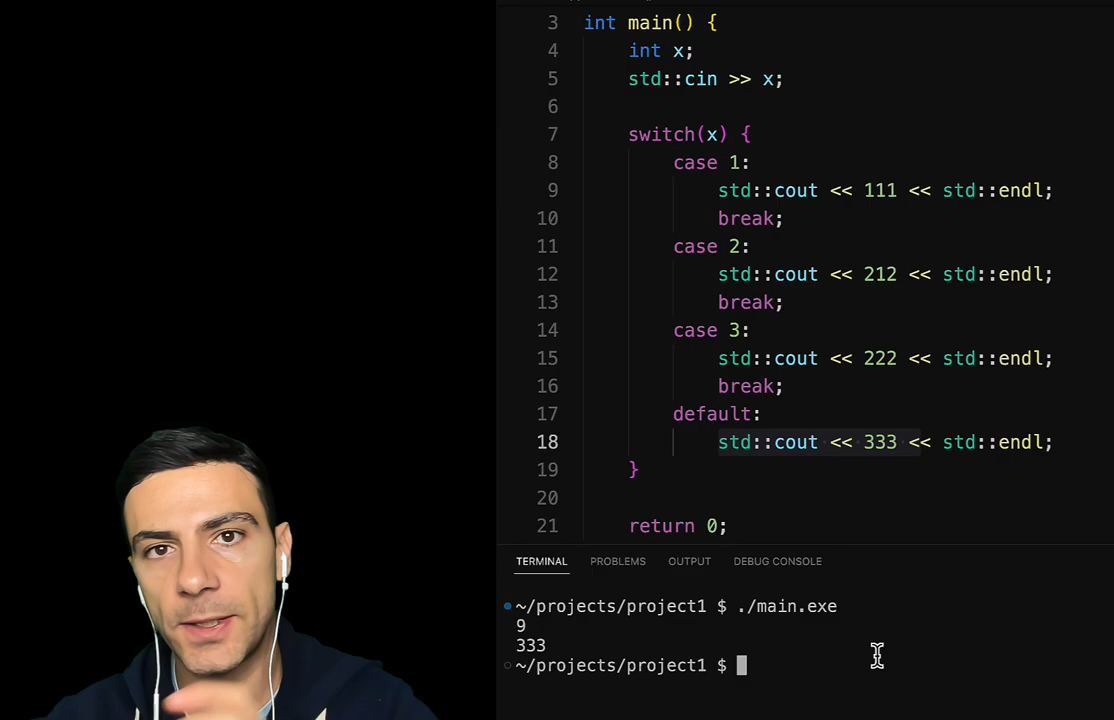 3 int main() {
4 int x;
5 std::cin >> x;
6
7 switch(x) {
8 case 1:
9 std::cout << 111 << std::endl;
10 break;
11 case 2:
12 std::cout << 212 << std::endl;
13 break;
14 case 3:
15 std::cout << 222 << std::endl;
16 break;
17 default:
18 std::cout << 333 << std::endl;
19 }
20
21 return 0;
TERMINAL PROBLEMS OUTPUT DEBUG CONSOLE
~/projects/project1 $ ./main.exe
9
333
~/projects/project1 $